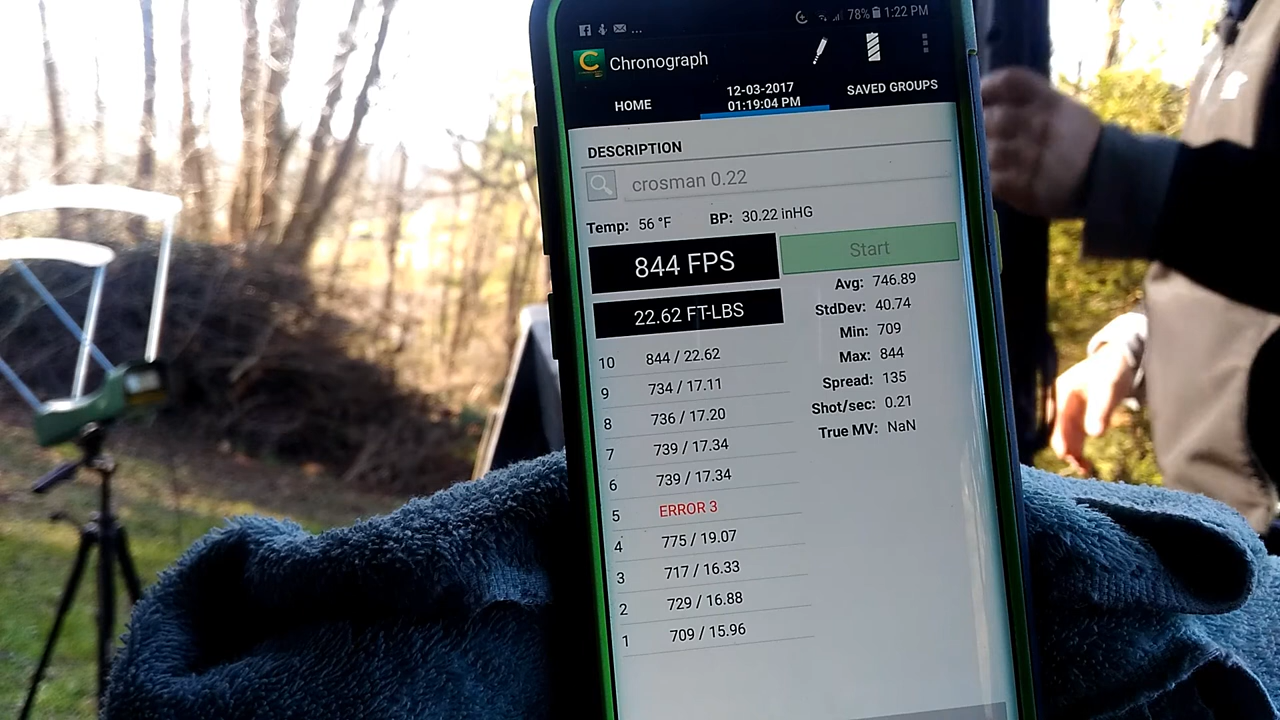 78% 1:22 PM
C Chronograph
HOME
12-03-2017
01:19:04 PM
SAVED GROUPS
DESCRIPTION
crosman 0.22
Temp: 56 °F BP: 30.22 inHG
844 FPS
Start
22.62 FT-LBS
Avg: 746.89
StdDev: 40.74
Min: 709
Max: 844
Spread: 135
Shot/sec: 0.21
True MV: NaN
10 844 / 22.62
9 734 / 17.11
8 736 / 17.20
7 739 / 17.34
6 739 / 17.34
5 ERROR 3
4 775 / 19.07
3 717 / 16.33
2 729 / 16.88
1 709 / 15.96